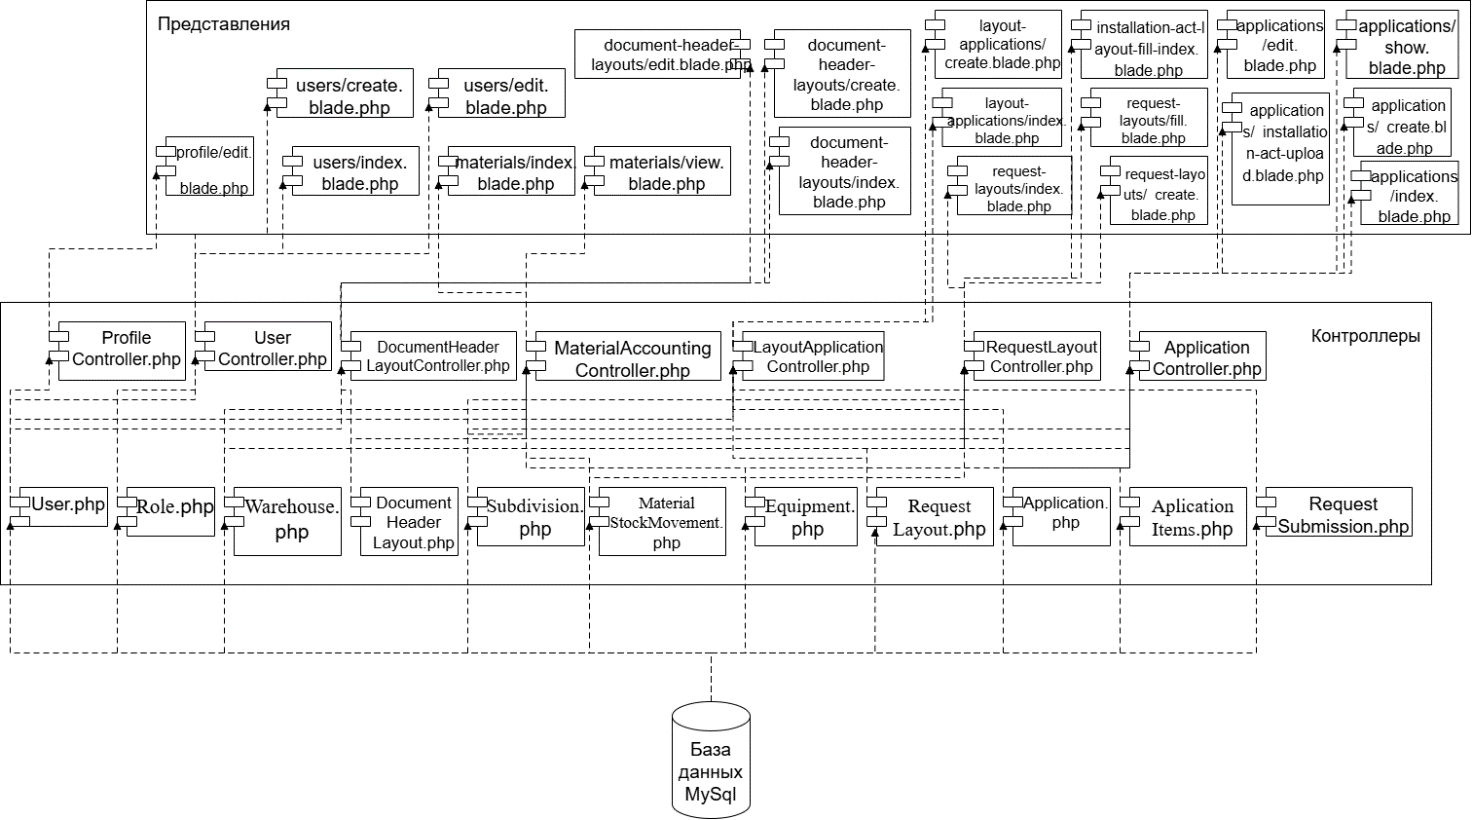 Представления
document-header-
layouts/edit.blade.php
document-
header-
layouts/create.
blade.php
layout-
applications/
create.blade.php
installation-act-l
ayout-fill-index.
blade.php
applications
/edit.
blade.php
applications/
show.
blade.php
users/create.
blade.php
users/edit.
blade.php
layout-
applications/index.
blade.php
request-
layouts/fill.
blade.php
application
s/ installatio
n-act-uploa
d.blade.php
application
s/ create.bl
ade.php
profile/edit.
blade.php
users/index.
blade.php
materials/index.
blade.php
materials/view.
blade.php
document-
header-
layouts/index.
blade.php
request-
layouts/index.
blade.php
request-layo
uts/ create.
blade.php
applications
/index.
blade.php
Контроллеры
Profile
Controller.php
User
Controller.php
DocumentHeader
LayoutController.php
MaterialAccounting
Controller.php
LayoutApplication
Controller.php
RequestLayout
Controller.php
Application
Controller.php
User.php
Role.php
Warehouse.
php
Document
Header
Layout.php
Subdivision.
php
Material
StockMovement.
php
Equipment.
php
Request
Layout.php
Application.
php
Aplication
Items.php
Request
Submission.php
База
данных
MySql